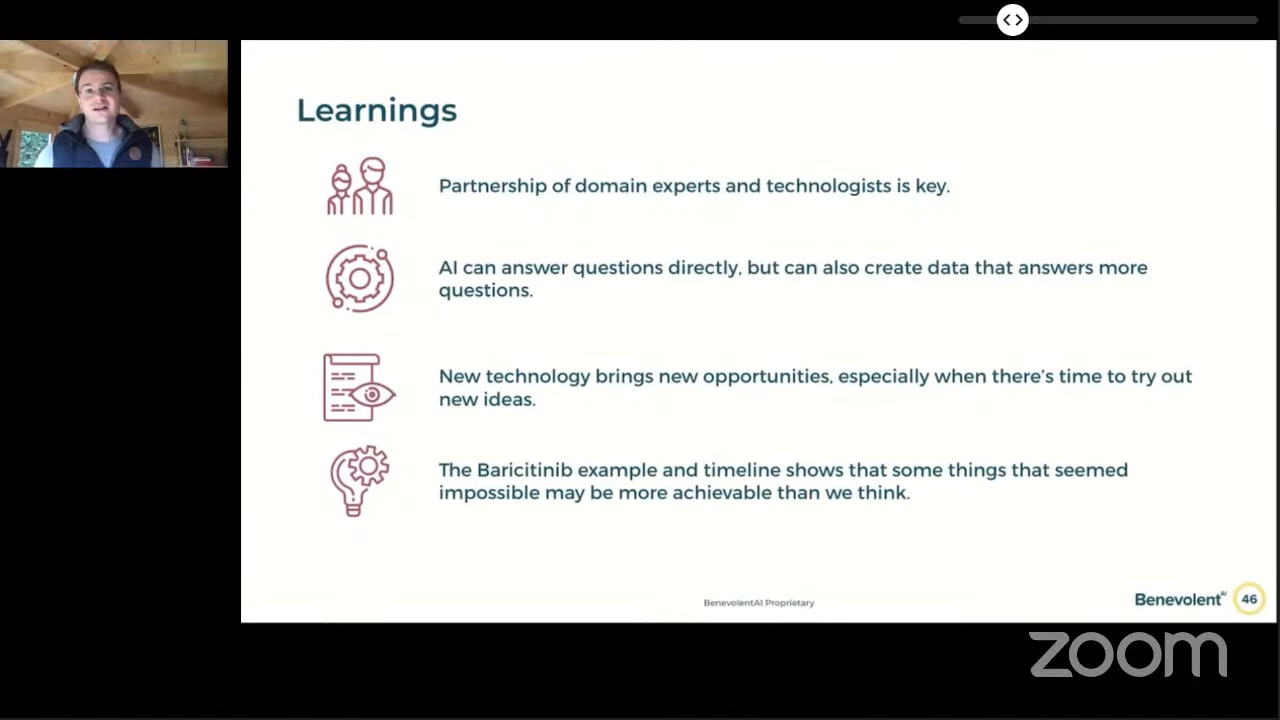 Learnings
Partnership of domain experts and technologists is key.
AI can answer questions directly, but can also create data that answers more
questions.
New technology brings new opportunities, especially when there's time to try out
new ideas.
The Baricitinib example and timeline shows that some things that seemed
impossible may be more achievable than we think.
BenevolentAI Proprietary
Benevolent AI
46
zoom